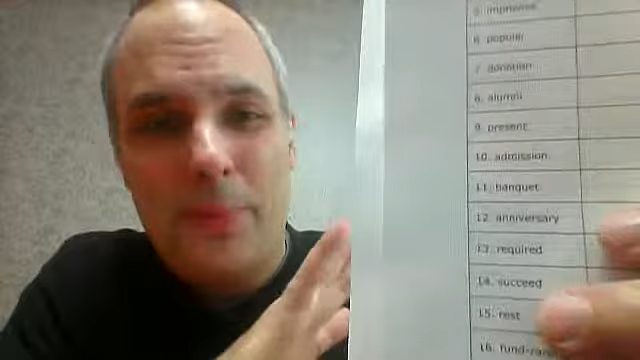 6. popular
7. donation
8. alumni
9. present
10. admission
11. banquet
12. anniversary
13. required
14. succeed
15. rest
16.